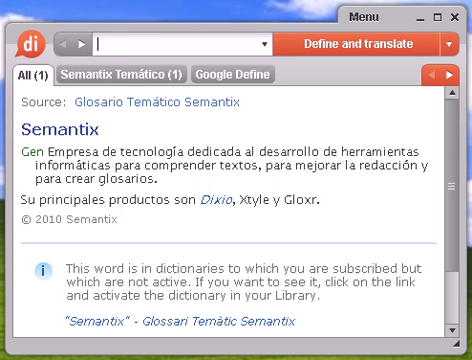 Menu
di
Define and translate
All (1)
Semantix Temático (1)
Google Define
Source: Glosario Temático Semantix
Semantix
Gen Empresa de tecnología dedicada al desarrollo de herramientas
informáticas para comprender textos, para mejorar la redacción y
para crear glosarios.
Su principales productos son Dixio, Xtyle y Gloxr.
© 2010 Semantix
i
This word is in dictionaries to which you are subscribed but
which are not active. If you want to see it, click on the link
and activate the dictionary in your Library.
"Semantix" - Glossari Temàtic Semantix